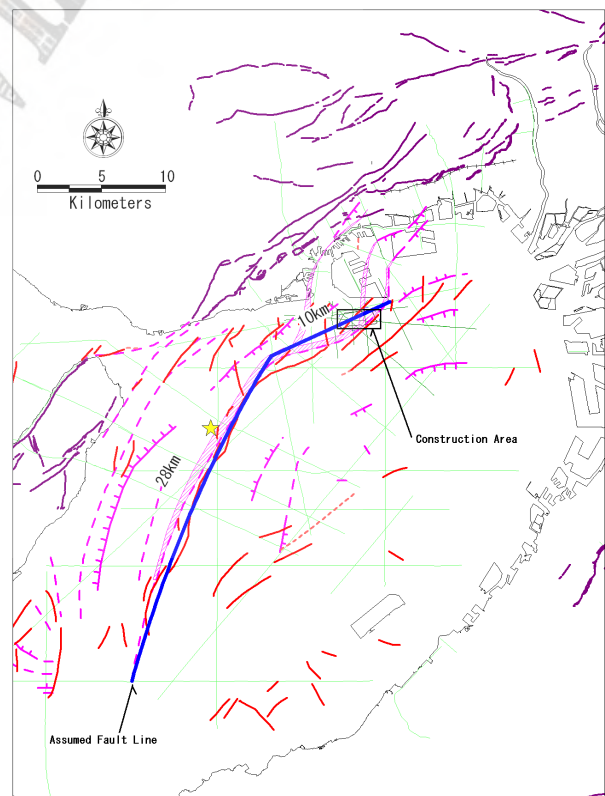 0 5 10
Kilometers
10km
Construction Area
28km
Assumed Fault Line